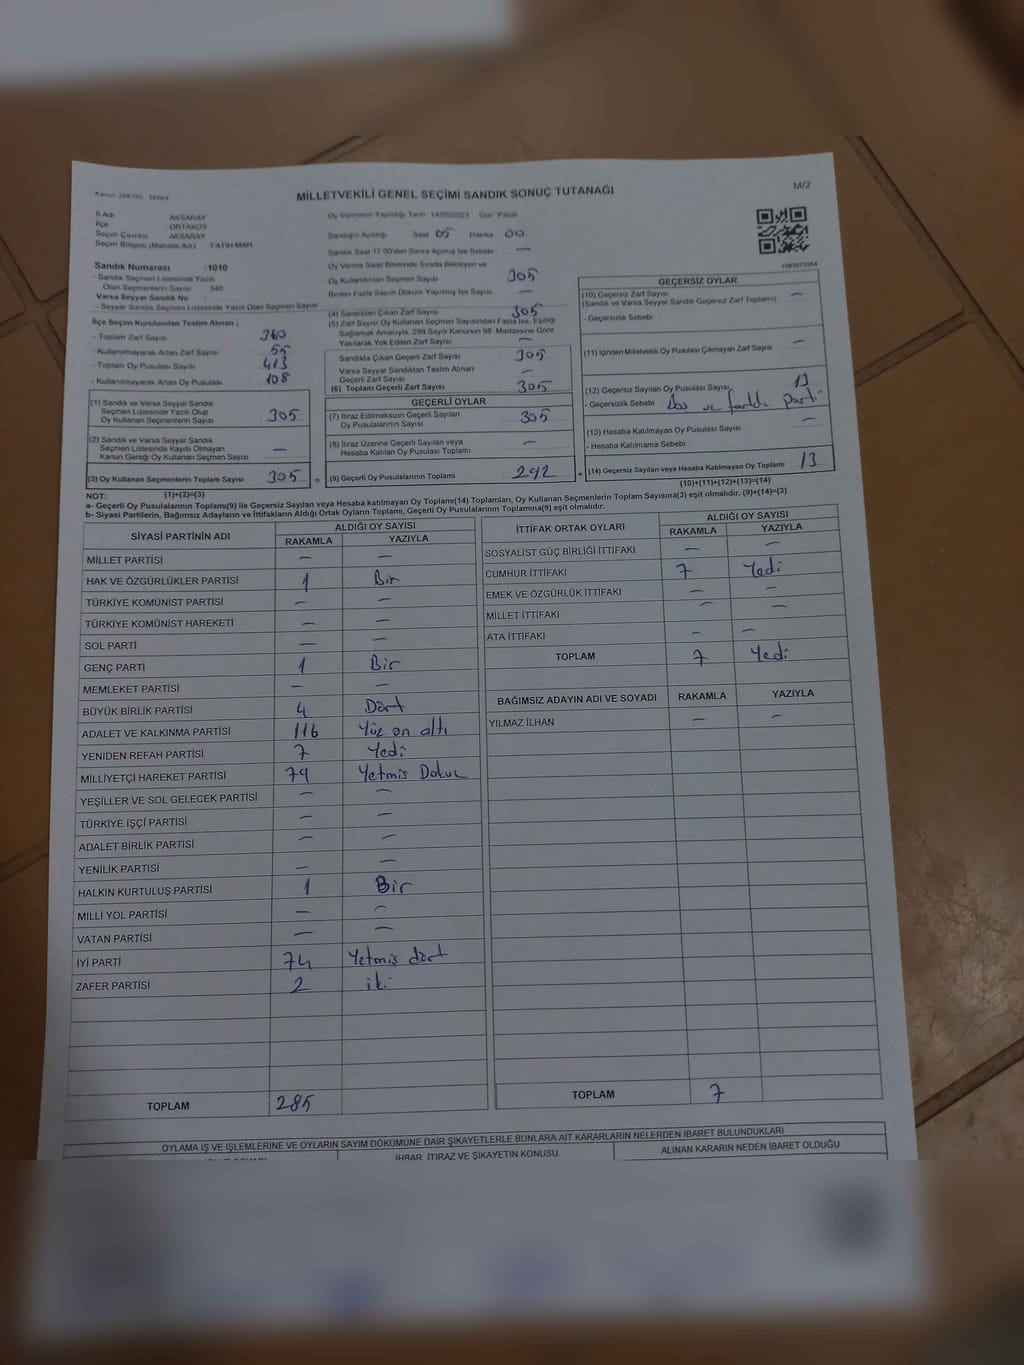 MİLLETVEKİLİ GENEL SEÇİMİ SANDIK SONUÇ TUTANAĞI
M/2
İl Adı AKSARAY
İlçe ORTAKÖY
Seçim Çevresi AKSARAY
Seçim Bölgesi (Mahalle Adı) FATİH MAH
Sandık Numarası :1010
- Sandık Seçmen Listesinde Yazılı
Olan Seçmenlerin Sayısı 340
Varsa Seyyar Sandık No
- Seyyar Sandık Seçmen Listesinde Yazılı Olan Seçmen Sayısı
İlçe Seçim Kurulundan Teslim Alınan ;
- Toplam Zarf Sayısı 360
- Kullanılmayarak Artan Zarf Sayısı 55
- Toplam Oy Pusulası Sayısı 413
- Kullanılmayarak Artan Oy Pusulası 108
(1) Sandık ve Varsa Seyyar Sandık
Seçmen Listesinde Yazılı Olup
Oy Kullanan Seçmenlerin Sayısı 305
(2) Sandık ve Varsa Seyyar Sandık
Seçmen Listesinde Kayıtlı Olmayan
Kanun Gereği Oy Kullanan Seçmen Sayısı —
(3) Oy Kullanan Seçmenlerin Toplam Sayısı 305 =
Oy Vermenin Yapıldığı Tarih 14/05/2023 Gün Pazar
Sandığın Açıldığı Saat 05 Dakika 00
Sandık Saat 17:00'den Sonra Açılmış İse Sebebi —
Oy Verme Saati Bitiminde Sırada Bekleyen ve
Oy Kullandırılan Seçmen Sayısı 305
Birden Fazla Sayım Döküm Yapılmış İse Sayısı —
(4) Sandıktan Çıkan Zarf Sayısı 305
(5) Zarf Sayısı Oy Kullanan Seçmen Sayısından Fazla İse, Eşitliği
Sağlamak Amacıyla, 298 Sayılı Kanunun 98. Maddesine Göre
Yakılarak Yok Edilen Zarf Sayısı —
Sandıkta Çıkan Geçerli Zarf Sayısı 305
Varsa Seyyar Sandıktan Teslim Alınan
Geçerli Zarf Sayısı —
(6) Toplam Geçerli Zarf Sayısı 305
GEÇERLİ OYLAR
(7) İtiraz Edilmeksizin Geçerli Sayılan
Oy Pusulalarının Sayısı 305
(8) İtiraz Üzerine Geçerli Sayılan veya
Hesaba Katılan Oy Pusulası Toplamı —
(9) Geçerli Oy Pusulalarının Toplamı 292 +
GEÇERSİZ OYLAR
(10) Geçersiz Zarf Sayısı
(Sandık ve Varsa Seyyar Sandık Geçersiz Zarf Toplamı) —
- Geçersizlik Sebebi
(11) İçinden Milletvekili Oy Pusulası Çıkmayan Zarf Sayısı —
(12) Geçersiz Sayılan Oy Pusulası Sayısı 13
- Geçersizlik Sebebi Boş ve farklı parti
(13) Hesaba Katılmayan Oy Pusulası Sayısı —
- Hesaba Katılmama Sebebi
(14) Geçersiz Sayılan veya Hesaba Katılmayan Oy Toplamı 13
NOT: (1)+(2)=(3) (10)+(11)+(12)+(13)=(14)
a- Geçerli Oy Pusulalarının Toplamı(9) ile Geçersiz Sayılan veya Hesaba katılmayan Oy Toplamı(14) Toplamları, Oy Kullanan Seçmenlerin Toplam Sayısına(3) eşit olmalıdır. (9)+(14)=(3)
b- Siyasi Partilerin, Bağımsız Adayların ve İttifakların Aldığı Ortak Oyların Toplamı, Geçerli Oy Pusulalarının Toplamına(9) eşit olmalıdır.
SİYASİ PARTİNİN ADI ALDIĞI OY SAYISI
RAKAMLA YAZIYLA
MİLLET PARTİSİ — —
HAK VE ÖZGÜRLÜKLER PARTİSİ 1 Bir
TÜRKİYE KOMÜNİST PARTİSİ — —
TÜRKİYE KOMÜNİST HAREKETİ — —
SOL PARTİ — —
GENÇ PARTİ 1 Bir
MEMLEKET PARTİSİ — —
BÜYÜK BİRLİK PARTİSİ 4 Dört
ADALET VE KALKINMA PARTİSİ 116 Yüz on altı
YENİDEN REFAH PARTİSİ 7 Yedi
MİLLİYETÇİ HAREKET PARTİSİ 79 Yetmiş Dokuz
YEŞİLLER VE SOL GELECEK PARTİSİ — —
TÜRKİYE İŞÇİ PARTİSİ — —
ADALET BİRLİK PARTİSİ — —
YENİLİK PARTİSİ — —
HALKIN KURTULUŞ PARTİSİ 1 Bir
MİLLİ YOL PARTİSİ — —
VATAN PARTİSİ — —
İYİ PARTİ 74 Yetmiş dört
ZAFER PARTİSİ 2 iki
TOPLAM 285
İTTİFAK ORTAK OYLARI ALDIĞI OY SAYISI
RAKAMLA YAZIYLA
SOSYALİST GÜÇ BİRLİĞİ İTTİFAKI — —
CUMHUR İTTİFAKI 7 Yedi
EMEK VE ÖZGÜRLÜK İTTİFAKI — —
MİLLET İTTİFAKI — —
ATA İTTİFAKI — —
TOPLAM 7 Yedi
BAĞIMSIZ ADAYIN ADI VE SOYADI RAKAMLA YAZIYLA
YILMAZ İLHAN — —
TOPLAM 7
OYLAMA İŞ VE İŞLEMLERİNE VE OYLARIN SAYIM DÖKÜMÜNE DAİR ŞİKAYETLERLE BUNLARA AİT KARARLARIN NELERDEN İBARET BULUNDUKLARI
İHBAR, İTİRAZ VE ŞİKAYETİN KONUSU ALINAN KARARIN NEDEN İBARET OLDUĞU